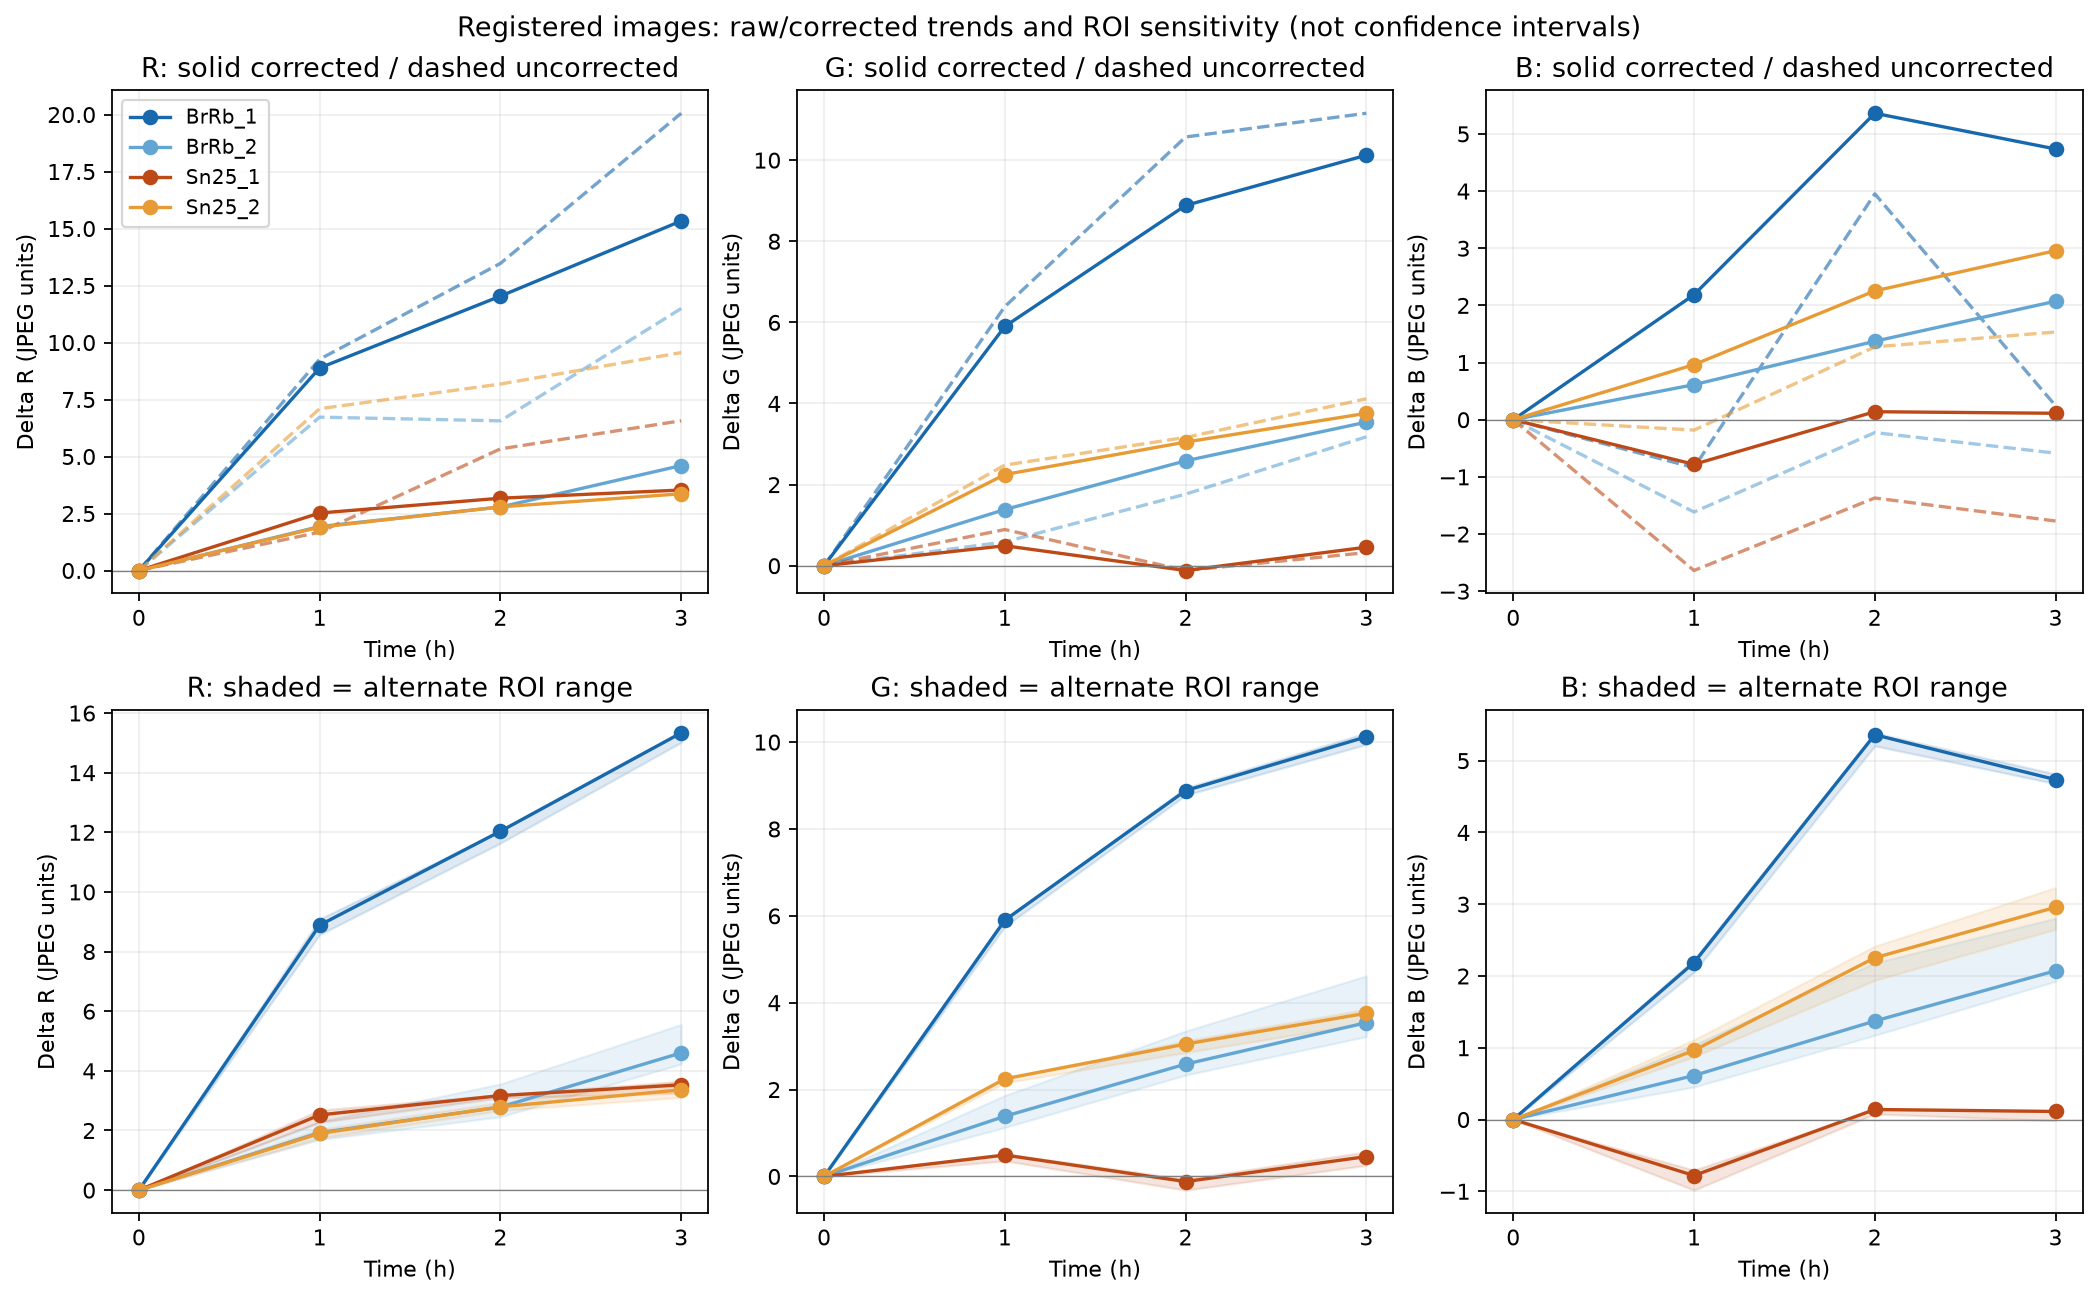 Registered images: raw/corrected trends and ROI sensitivity (not confidence intervals)
R: solid corrected / dashed uncorrected
G: solid corrected / dashed uncorrected
B: solid corrected / dashed uncorrected
BrRb_1
BrRb_2
Sn25_1
Sn25_2
Delta R (JPEG units)
20.0
17.5
15.0
12.5
10.0
7.5
5.0
2.5
0.0
0 1 2 3
Time (h)
Delta G (JPEG units)
10
8
6
4
2
0
0 1 2 3
Time (h)
Delta B (JPEG units)
5
4
3
2
1
0
−1
−2
−3
0 1 2 3
Time (h)
R: shaded = alternate ROI range
G: shaded = alternate ROI range
B: shaded = alternate ROI range
Delta R (JPEG units)
16
14
12
10
8
6
4
2
0
0 1 2 3
Time (h)
Delta G (JPEG units)
10
8
6
4
2
0
0 1 2 3
Time (h)
Delta B (JPEG units)
5
4
3
2
1
0
−1
0 1 2 3
Time (h)